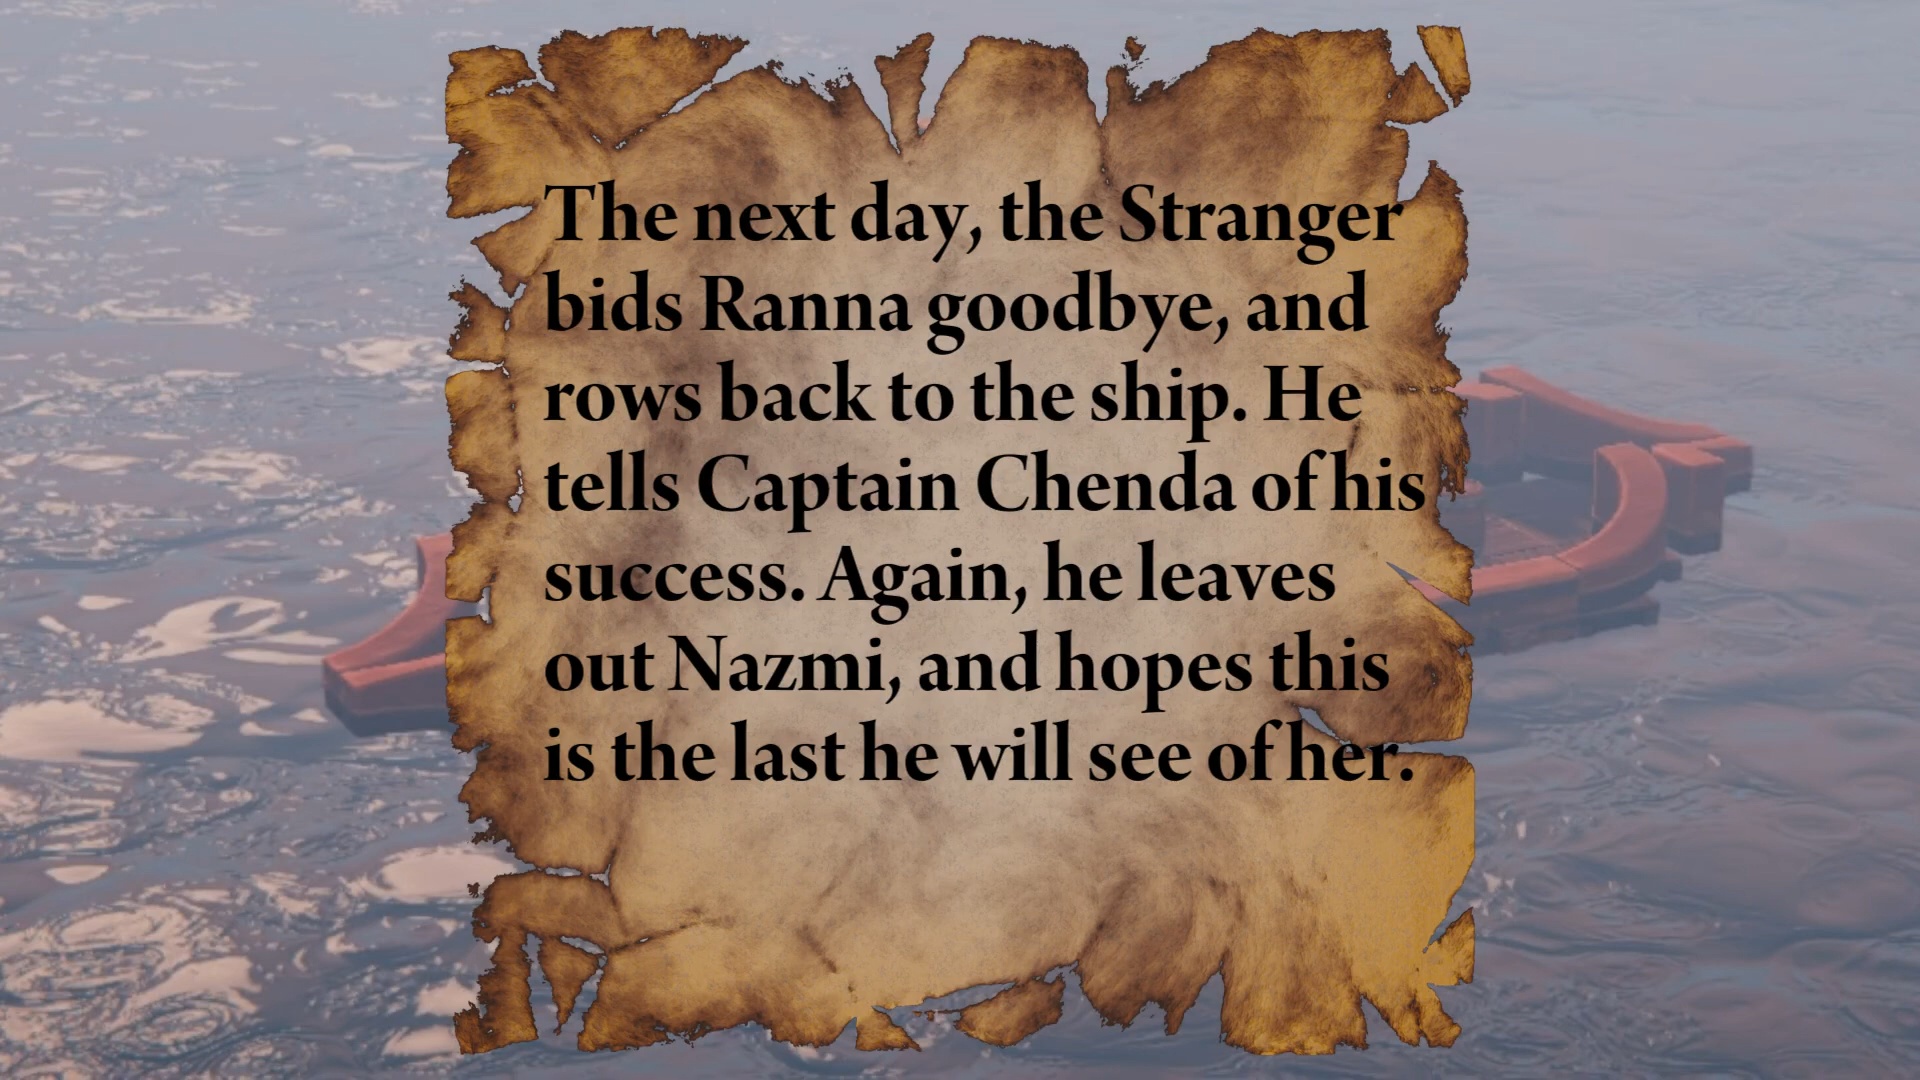 The next day, the Stranger
bids Ranna goodbye, and
rows back to the ship. He
tells Captain Chenda of his
success. Again, he leaves
out Nazmi, and hopes this
is the last he will see of her.